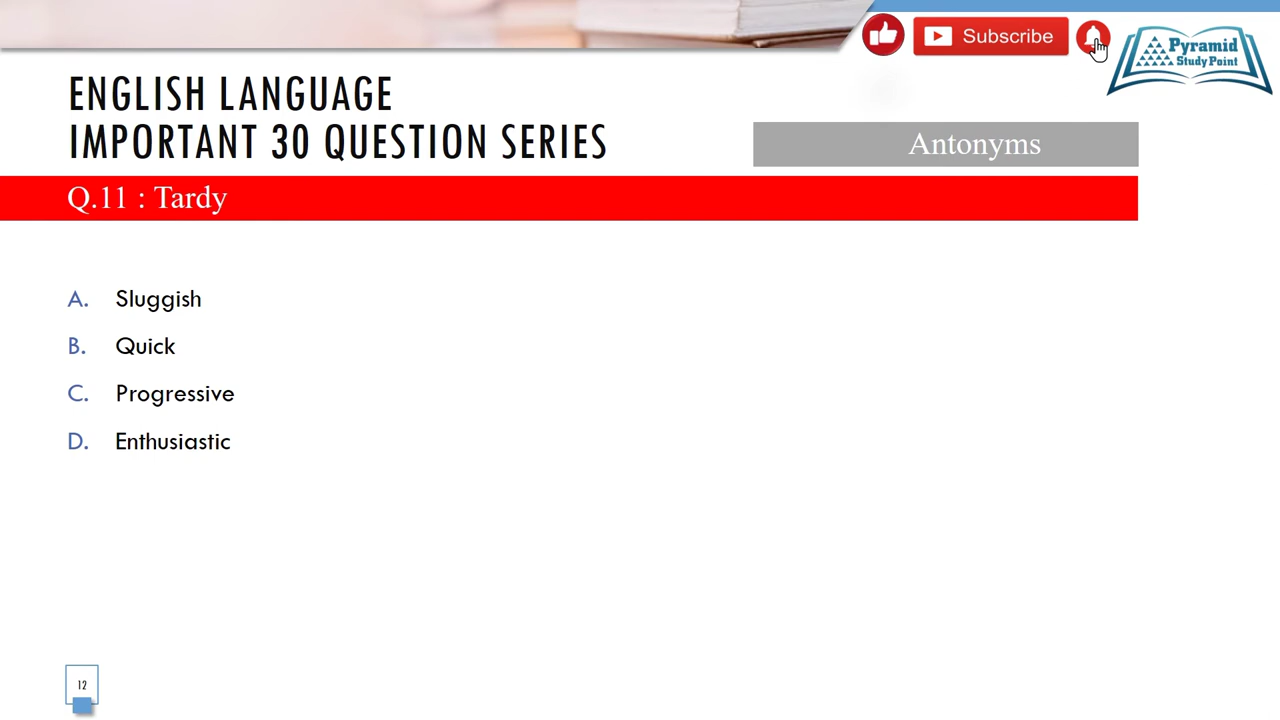 Subscribe
Pyramid
Study Point
ENGLISH LANGUAGE
IMPORTANT 30 QUESTION SERIES
Antonyms
Q.11 : Tardy
A. Sluggish
B. Quick
C. Progressive
D. Enthusiastic
12